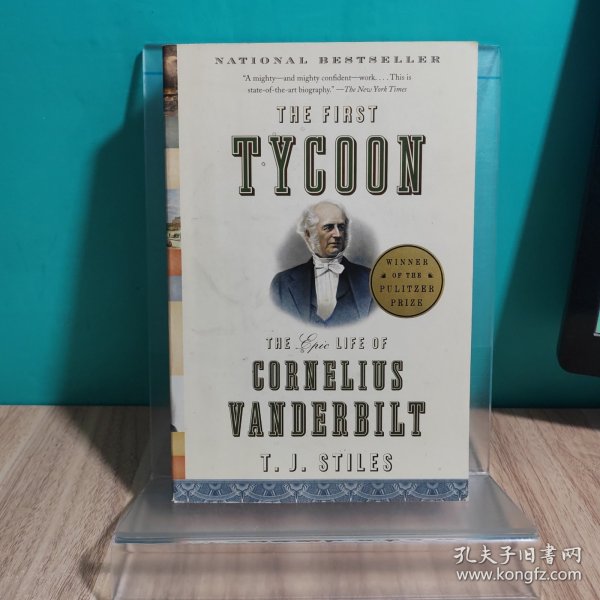 NATIONAL BESTSELLER
"A mighty—and mighty confident—work. . . . This is
state-of-the-art biography." —The New York Times
THE FIRST
TYCOON
WINNER
OF THE
PULITZER
PRIZE
THE Epic LIFE OF
CORNELIUS
VANDERBILT
T. J. STILES
孔夫子旧书网
www.kongfz.com